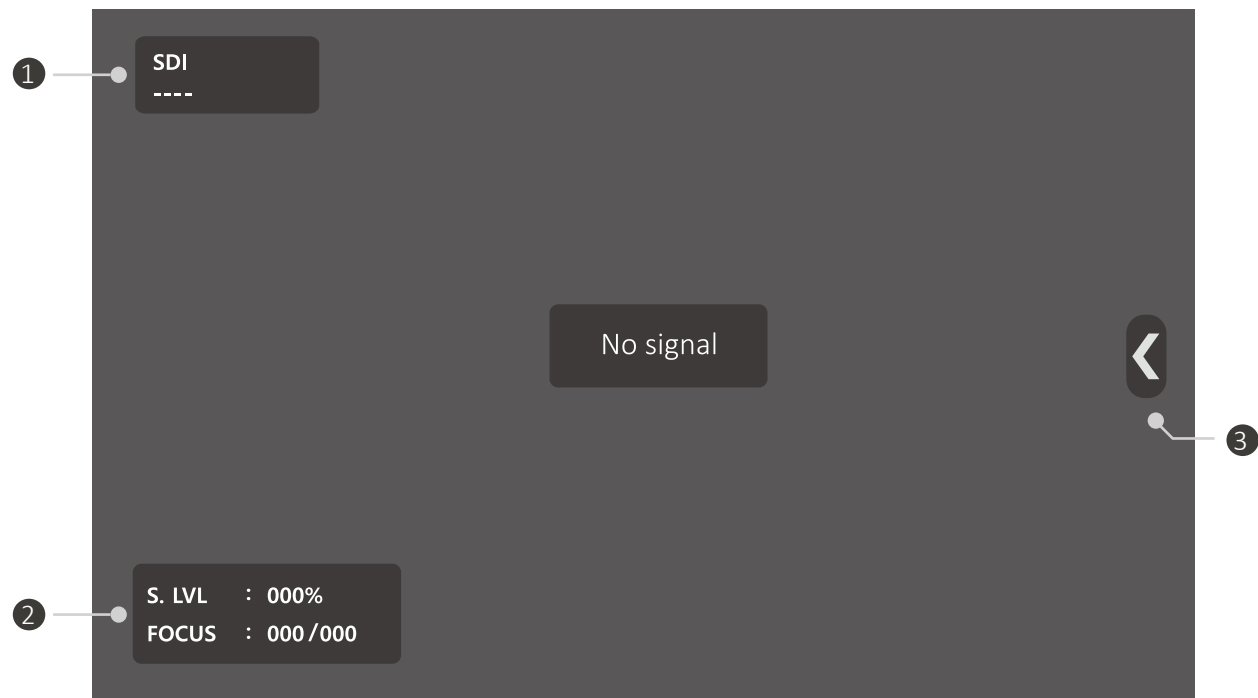 1
SDI
----
No signal
3
2
S. LVL : 000%
FOCUS : 000/000